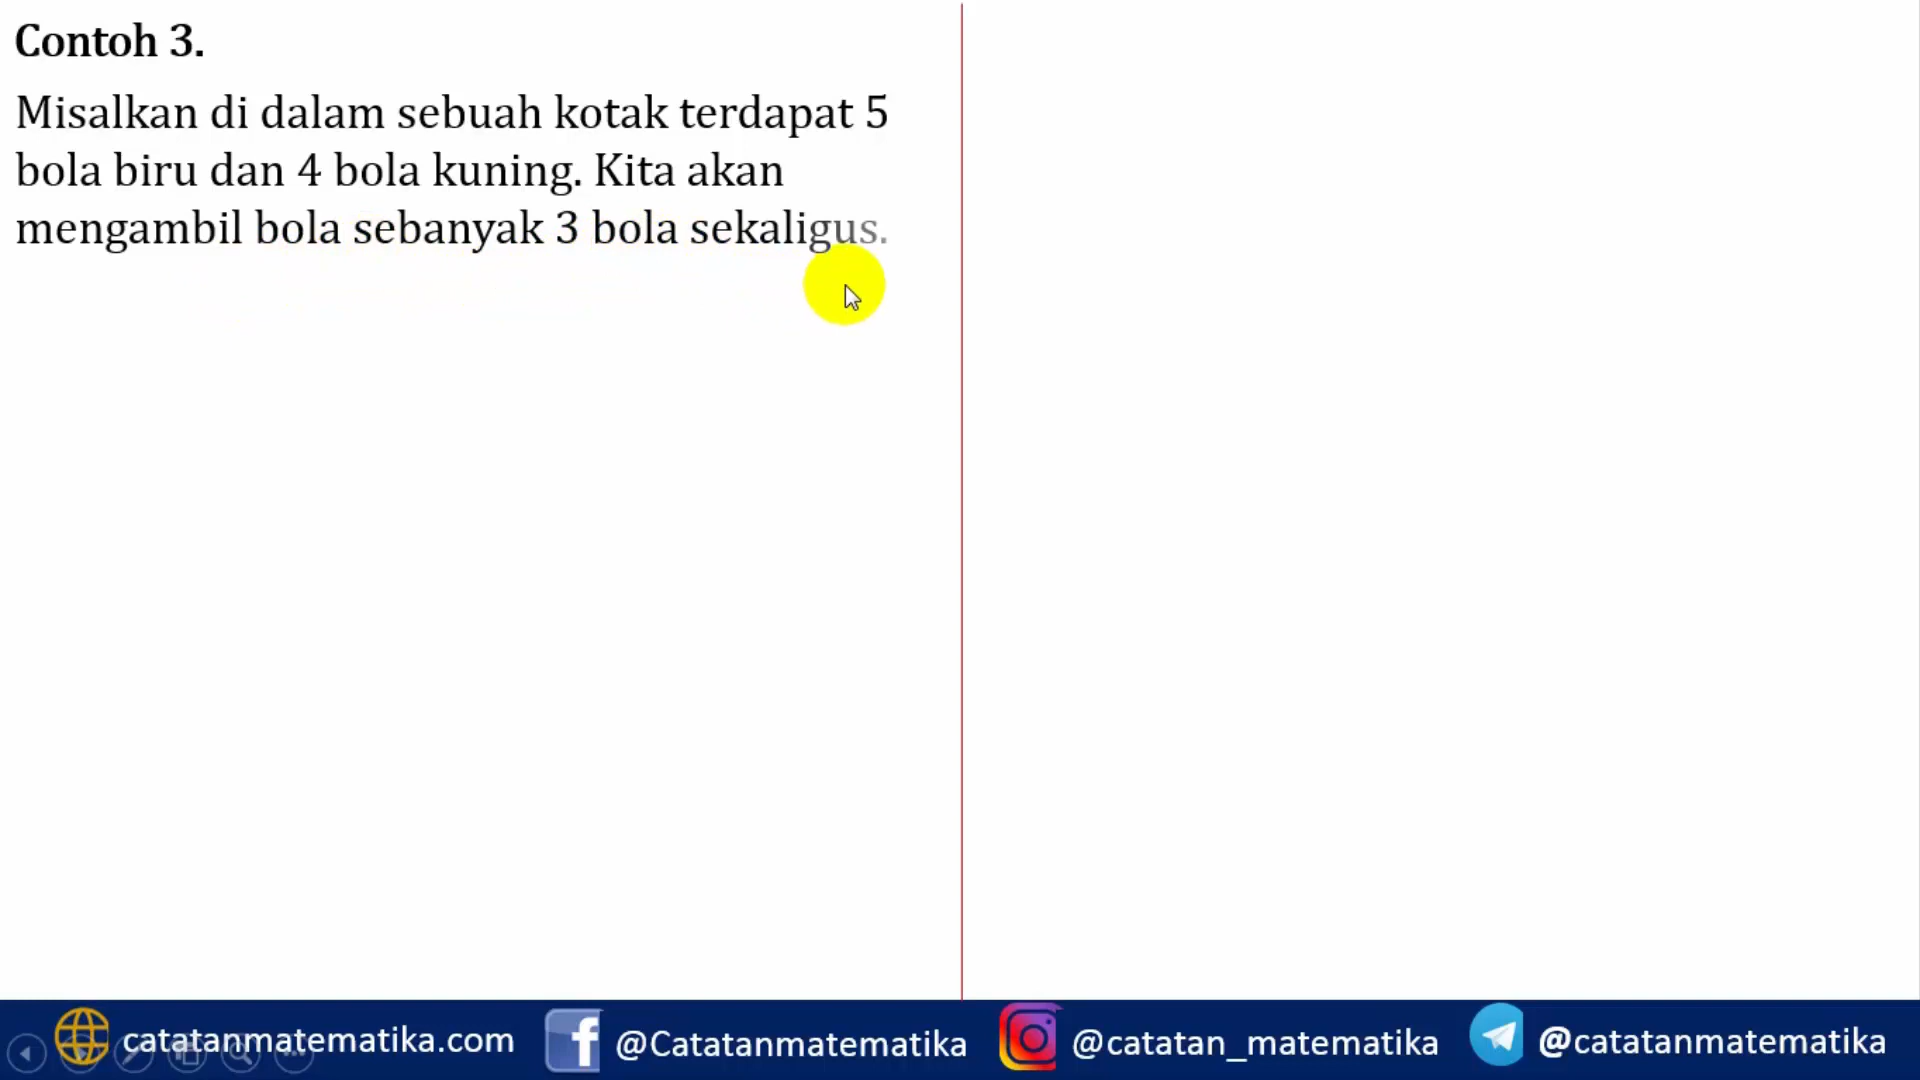 Contoh 3.
Misalkan di dalam sebuah kotak terdapat 5
bola biru dan 4 bola kuning. Kita akan
mengambil bola sebanyak 3 bola sekaligus.
catatanmatematika.com
@Catatanmatematika
@catatan_matematika
@catatanmatematika